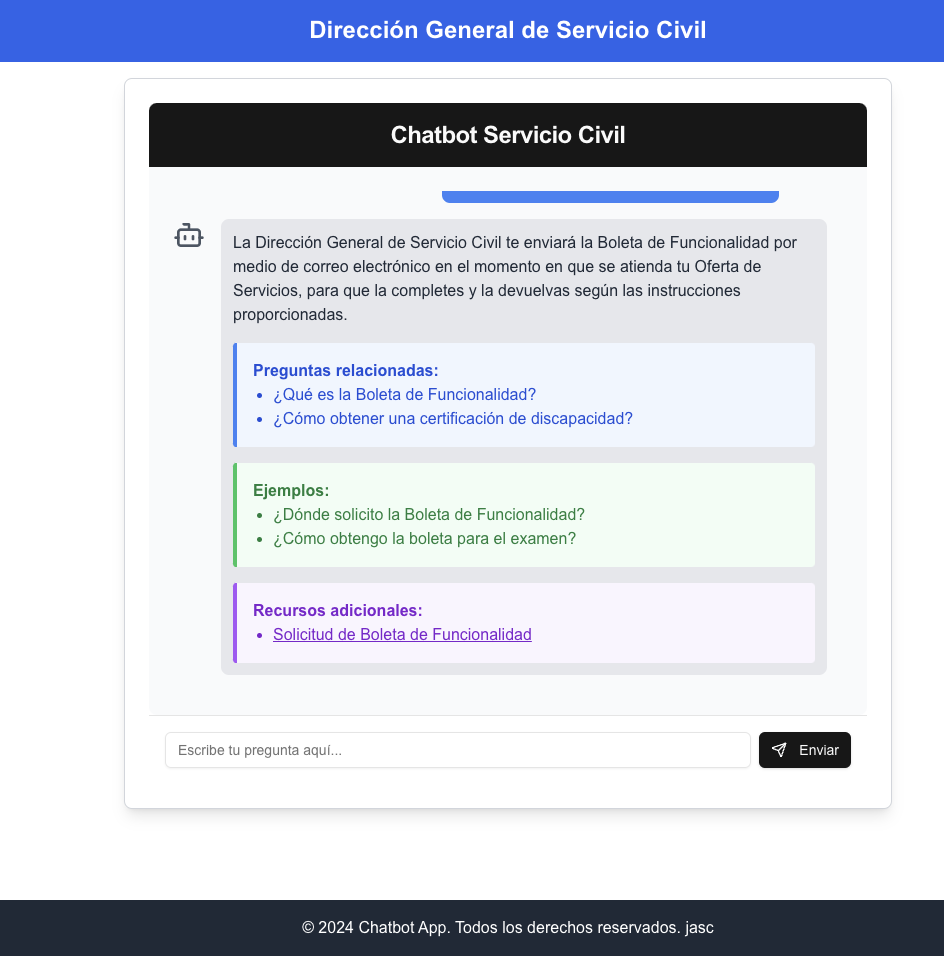 Dirección General de Servicio Civil
Chatbot Servicio Civil
La Dirección General de Servicio Civil te enviará la Boleta de Funcionalidad por
medio de correo electrónico en el momento en que se atienda tu Oferta de
Servicios, para que la completes y la devuelvas según las instrucciones
proporcionadas.
Preguntas relacionadas:
• ¿Qué es la Boleta de Funcionalidad?
• ¿Cómo obtener una certificación de discapacidad?
Ejemplos:
• ¿Dónde solicito la Boleta de Funcionalidad?
• ¿Cómo obtengo la boleta para el examen?
Recursos adicionales:
• Solicitud de Boleta de Funcionalidad
Escribe tu pregunta aquí...
Enviar
© 2024 Chatbot App. Todos los derechos reservados. jasc